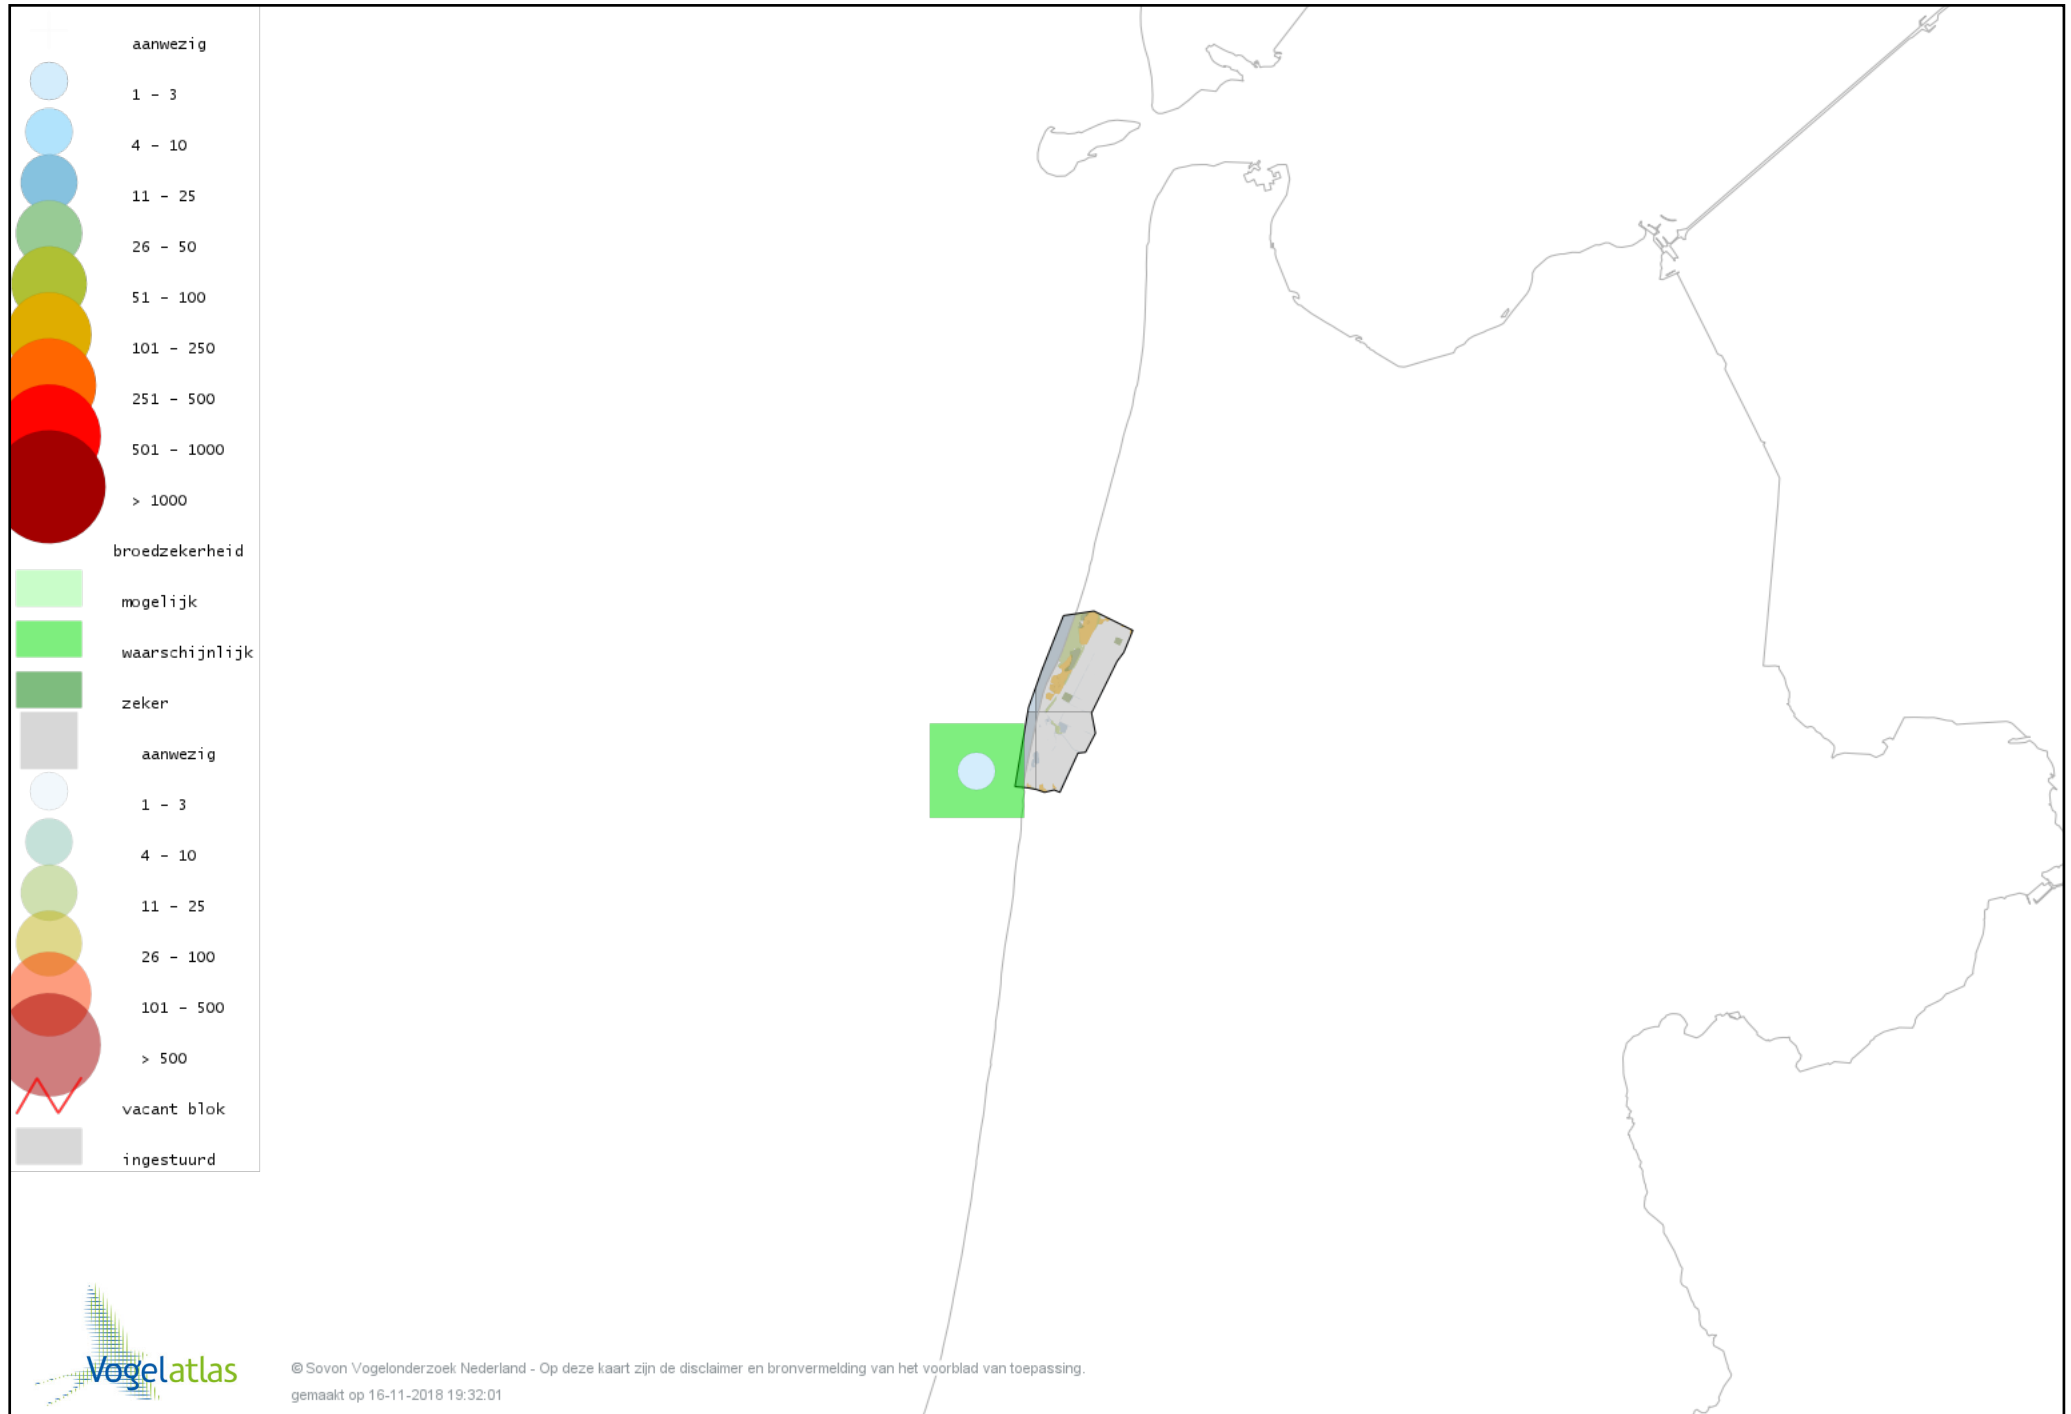 aanwezig
1 - 3
4 - 10
11 - 25
26 - 50
51 - 100
101 - 250
251 - 500
501 - 1000
> 1000
broedzekerheid
mogelijk
waarschijnlijk
zeker
aanwezig
1 - 3
4 - 10
11 - 25
26 - 100
101 - 500
> 500
vacant blok
ingestuurd
Vogelatlas
© Sovon Vogelonderzoek Nederland - Op deze kaart zijn de disclaimer en bronvermelding van het voorblad van toepassing.
gemaakt op 16-11-2018 19:32:01